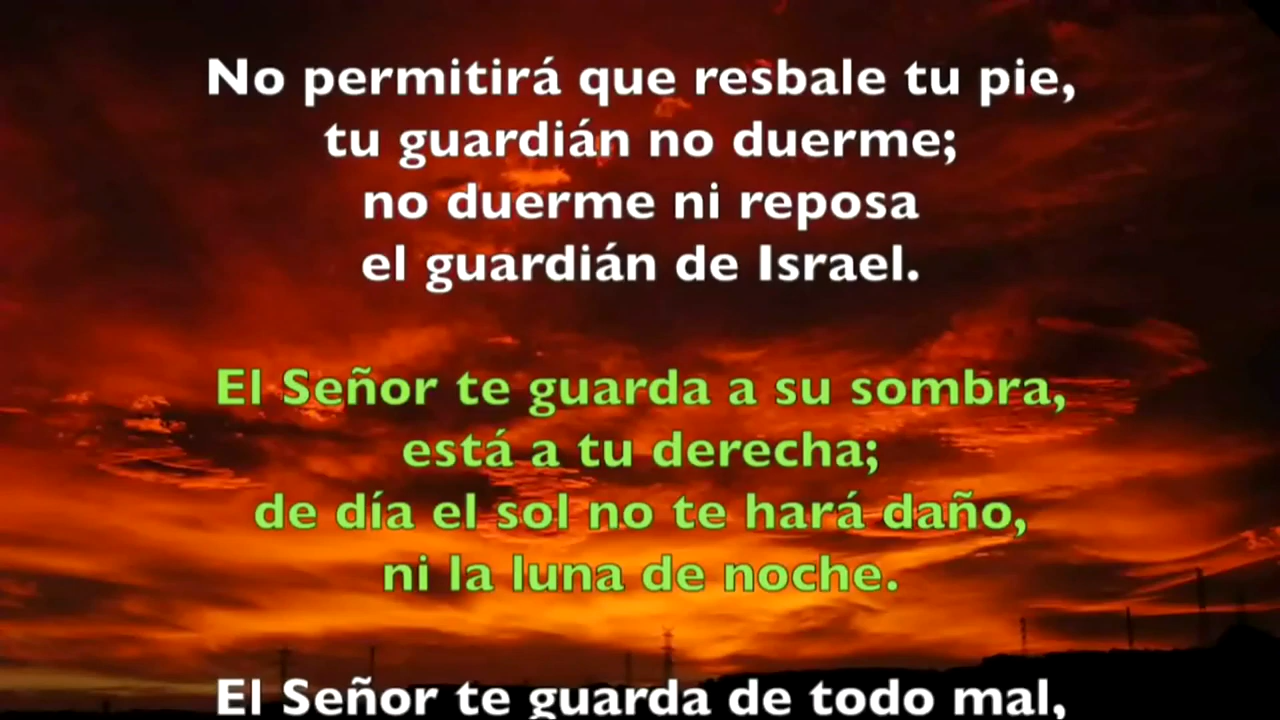 No permitirá que resbale tu pie,
tu guardián no duerme;
no duerme ni reposa
el guardián de Israel.
El Señor te guarda a su sombra,
está a tu derecha;
de día el sol no te hará daño,
ni la luna de noche.
El Señor te guarda de todo mal,